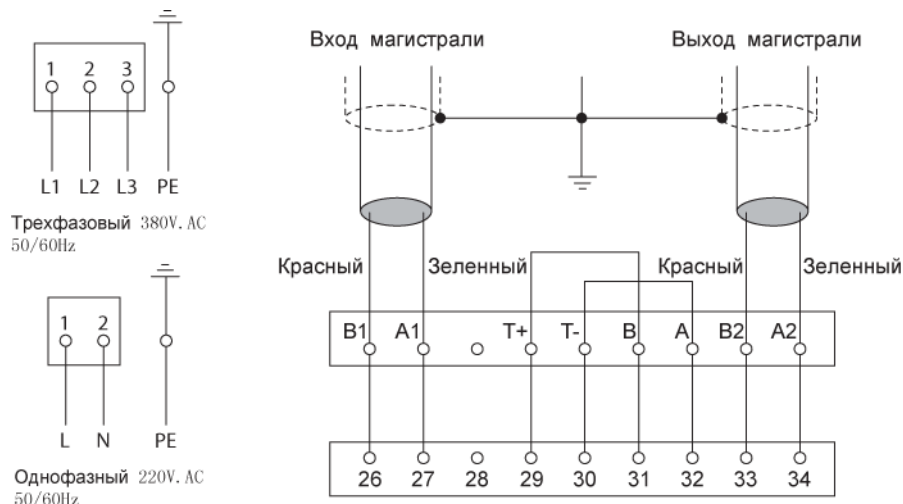 1 2 3
L1 L2 L3 PE
Трехфазовый 380V.AC
50/60Hz
1 2
L N PE
Однофазный 220V.AC
50/60Hz
Вход магистрали Выход магистрали
Красный Зеленный Красный Зеленный
B1 A1 T+ T- B A B2 A2
26 27 28 29 30 31 32 33 34